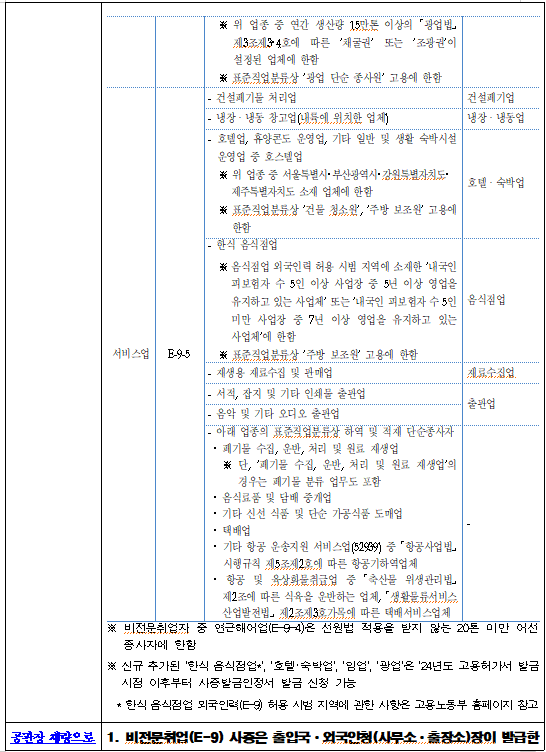 ※ 위 업종 중 연간 생산량 15만톤 이상의 「광업법」
제3조제3·4호에 따른 '채굴권' 또는 '조광권'이
설정된 업체에 한함
※ 표준직업분류상 '광업 단순 종사원' 고용에 한함
서비스업
E-9-5
- 건설폐기물 처리업
건설폐기업
- 냉장·냉동 창고업(내륙에 위치한 업체)
냉장·냉동업
- 호텔업, 휴양콘도 운영업, 기타 일반 및 생활 숙박시설
운영업 중 호스텔업
※ 위 업종 중 서울특별시·부산광역시·강원특별자치도·
제주특별자치도 소재 업체에 한함
※ 표준직업분류상 '건물 청소원', '주방 보조원' 고용에
한함
호텔·숙박업
- 한식 음식점업
※ 음식점업 외국인력 허용 시범 지역에 소재한 '내국인
피보험자 수 5인 이상 사업장 중 5년 이상 영업을
유지하고 있는 사업체' 또는 '내국인 피보험자 수 5인
미만 사업장 중 7년 이상 영업을 유지하고 있는
사업체'에 한함
※ 표준직업분류상 '주방 보조원' 고용에 한함
음식점업
- 재생용 재료수집 및 판매업
재료수집업
- 서적, 잡지 및 기타 인쇄물 출판업
- 음악 및 기타 오디오 출판업
출판업
- 아래 업종의 표준직업분류상 하역 및 적재 단순종사자
· 폐기물 수집, 운반, 처리 및 원료 재생업
※ 단, '폐기물 수집, 운반, 처리 및 원료 재생업'의
경우는 폐기물 분류 업무도 포함
· 음식료품 및 담배 중개업
· 기타 신선 식품 및 단순 가공식품 도매업
· 택배업
· 기타 항공 운송지원 서비스업(52939) 중 「항공사업법」
시행규칙 제5조제2호에 따른 항공기하역업체
· 항공 및 육상화물취급업 중 「축산물 위생관리법」
제2조에 따른 식육을 운반하는 업체, 「생활물류서비스
산업발전법」 제2조제3호가목에 따른 택배서비스업체
-
※ 비전문취업자 중 연근해어업(E-9-4)은 선원법 적용을 받지 않는 20톤 미만 어선
종사자에 한함
※ 신규 추가된 '한식 음식점업*', '호텔·숙박업', '임업', '광업'은 '24년도 고용허가서 발급
시점 이후부터 사증발급인정서 발급 신청 가능
* 한식 음식점업 외국인력(E-9) 허용 시범 지역에 관한 사항은 고용노동부 홈페이지 참고
공관장 재량으로
1. 비전문취업(E-9) 사증은 출입국·외국인청(사무소·출장소)장이 발급한